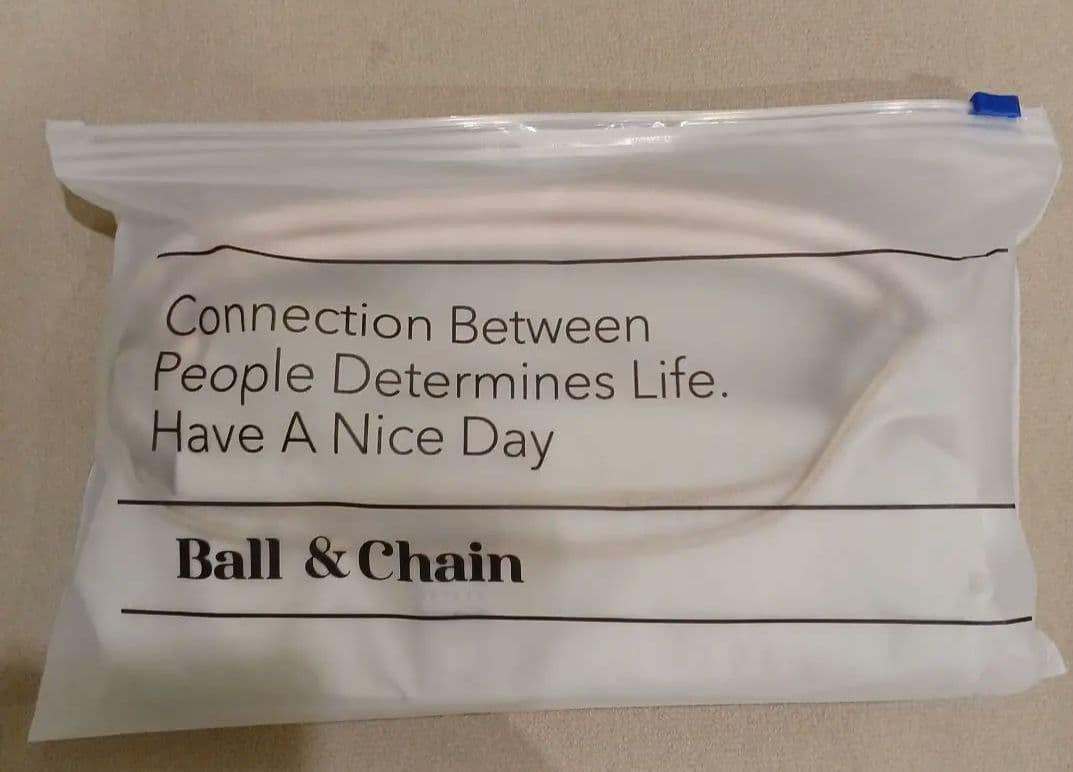 Connection Between
People Determines Life.
Have A Nice Day
Ball & Chain